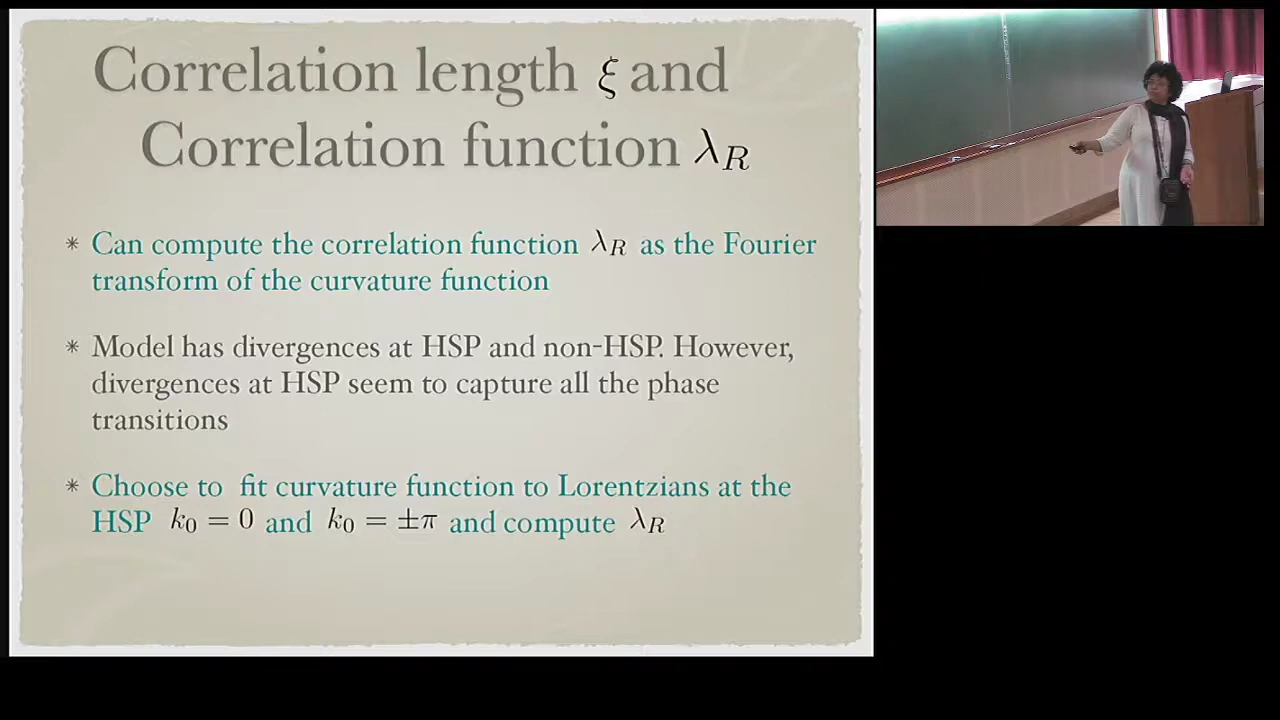 Correlation length ξ and
Correlation function λ_R
* Can compute the correlation function λ_R as the Fourier
transform of the curvature function
* Model has divergences at HSP and non-HSP. However,
divergences at HSP seem to capture all the phase
transitions
* Choose to fit curvature function to Lorentzians at the
HSP k₀ = 0 and k₀ = ±π and compute λ_R